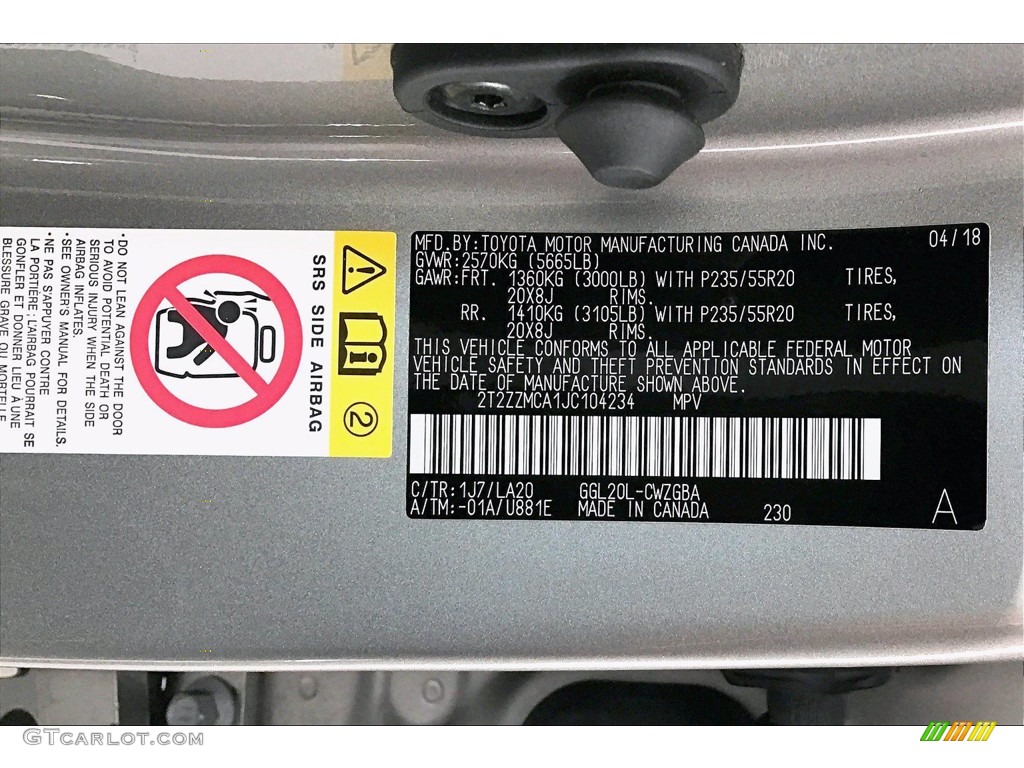 MFD.BY:TOYOTA MOTOR MANUFACTURING CANADA INC. 04/18
GVWR:2570KG (5665LB)
GAWR:FRT. 1360KG (3000LB) WITH P235/55R20 TIRES,
20X8J RIMS.
RR. 1410KG (3105LB) WITH P235/55R20 TIRES,
20X8J RIMS.
THIS VEHICLE CONFORMS TO ALL APPLICABLE FEDERAL MOTOR
VEHICLE SAFETY AND THEFT PREVENTION STANDARDS IN EFFECT ON
THE DATE OF MANUFACTURE SHOWN ABOVE.
2T2ZZMCA1JC104234 MPV
C/TR:1J7/LA20 GGL20L-CWZGBA
A/TM:-01A/U881E MADE IN CANADA 230 A
SRS SIDE AIRBAG
2
•DO NOT LEAN AGAINST THE DOOR
TO AVOID POTENTIAL DEATH OR
SERIOUS INJURY WHEN THE SIDE
AIRBAG INFLATES.
•SEE OWNER'S MANUAL FOR DETAILS.
•NE PAS S'APPUYER CONTRE
LA PORTIÈRE : L'AIRBAG POURRAIT SE
GONFLER ET DONNER LIEU À UNE
BLESSURE GRAVE OU MORTELLE
GTCARLOT.COM